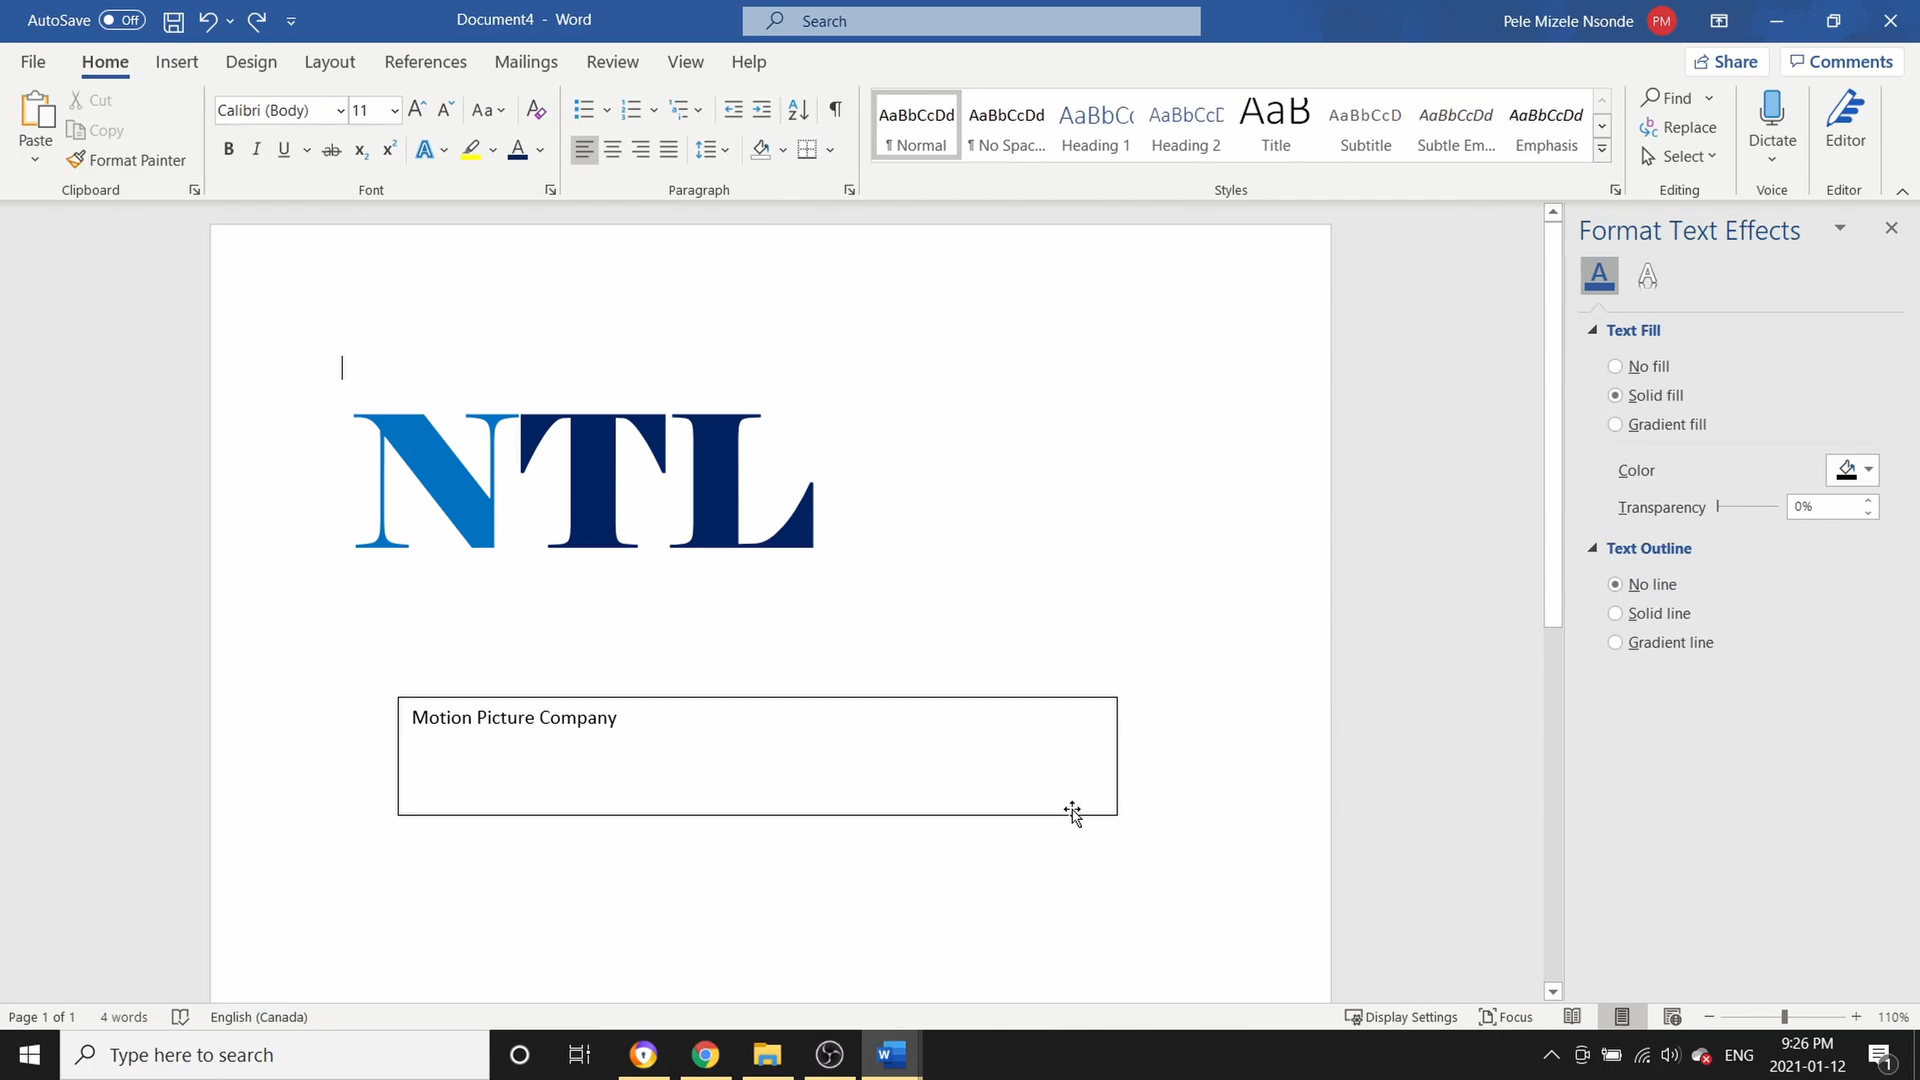 AutoSave Off Document4 - Word Search Pele Mizele Nsonde PM
File Home Insert Design Layout References Mailings Review View Help Share Comments
Paste Cut Copy Format Painter Clipboard
Calibri (Body) 11 Aa Font
Paragraph
AaBbCcDd ¶ Normal
AaBbCcDd ¶ No Spac...
AaBbCc Heading 1
AaBbCcD Heading 2
AaB Title
AaBbCcD Subtitle
AaBbCcDd Subtle Em...
AaBbCcDd Emphasis
Styles
Find Replace Select Editing
Dictate Voice
Editor Editor
NTL
Motion Picture Company
Format Text Effects
Text Fill
No fill
Solid fill
Gradient fill
Color
Transparency 0%
Text Outline
No line
Solid line
Gradient line
Page 1 of 1 4 words English (Canada) Display Settings Focus 110%
Type here to search ENG 9:26 PM
2021-01-12 1